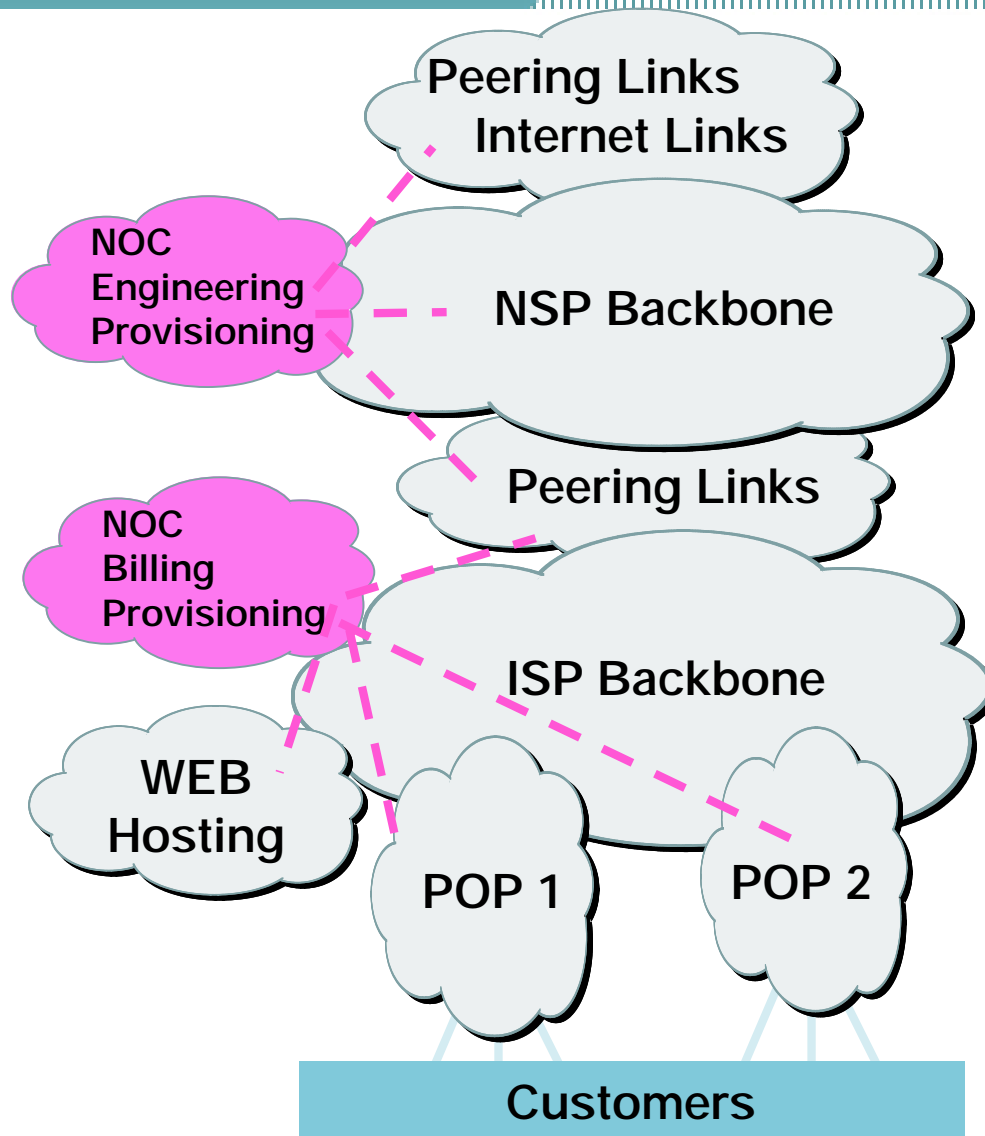 Peering Links
Internet Links
NOC
Engineering
Provisioning
NSP Backbone
Peering Links
NOC
Billing
Provisioning
ISP Backbone
WEB
Hosting
POP 1
POP 2
Customers